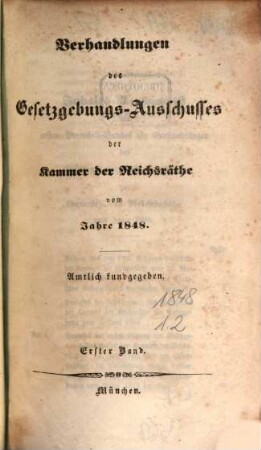 Verhandlungen
des
Gesetzgebungs-Ausschusses
der
Kammer der Reichsräthe
vom
Jahre 1848.
Amtlich kundgegeben.
1848
1.2
Erster Band.
München.